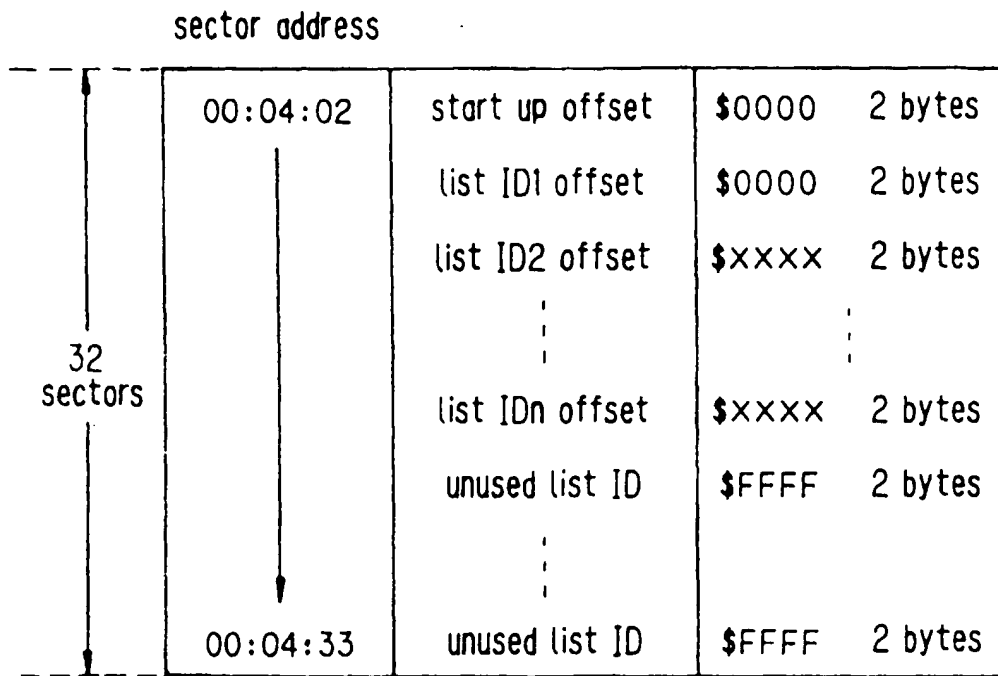 sector address
00:04:02 start up offset $0000 2 bytes
list ID1 offset $0000 2 bytes
list ID2 offset $XXXX 2 bytes
32
sectors
list IDn offset $XXXX 2 bytes
unused list ID $FFFF 2 bytes
00:04:33 unused list ID $FFFF 2 bytes